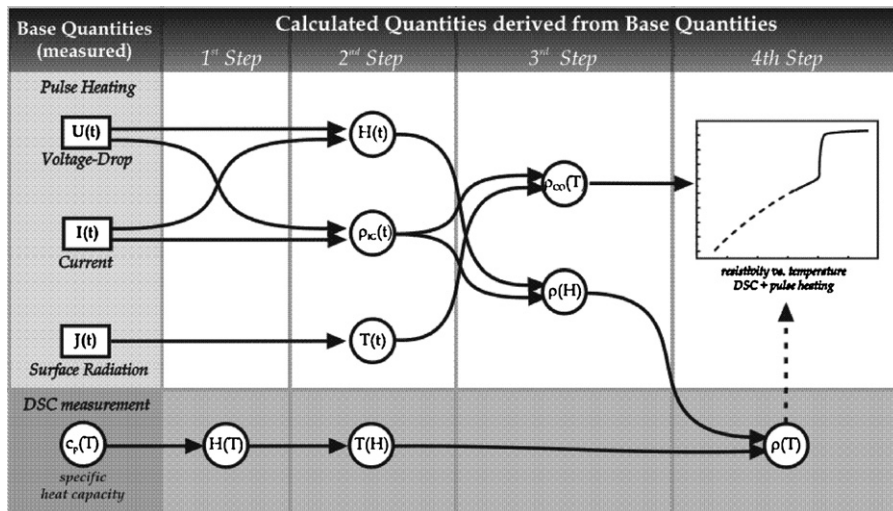 Base Quantities
(measured)
Calculated Quantities derived from Base Quantities
1st Step
2nd Step
3rd Step
4th Step
Pulse Heating
U(t)
Voltage-Drop
I(t)
Current
J(t)
Surface Radiation
H(t)
ρIG(t)
T(t)
ρCO(T)
ρ(H)
resistivity vs. temperature
DSC + pulse heating
DSC measurement
cp(T)
specific
heat capacity
H(T)
T(H)
ρ(T)